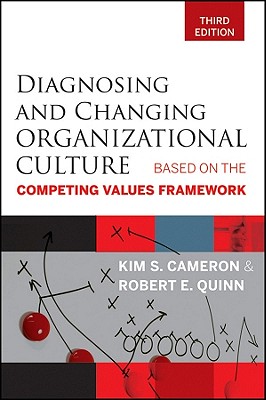 THIRD
EDITION
DIAGNOSING
AND CHANGING
ORGANIZATIONAL
CULTURE BASED ON THE
COMPETING VALUES FRAMEWORK
KIM S. CAMERON &
ROBERT E. QUINN